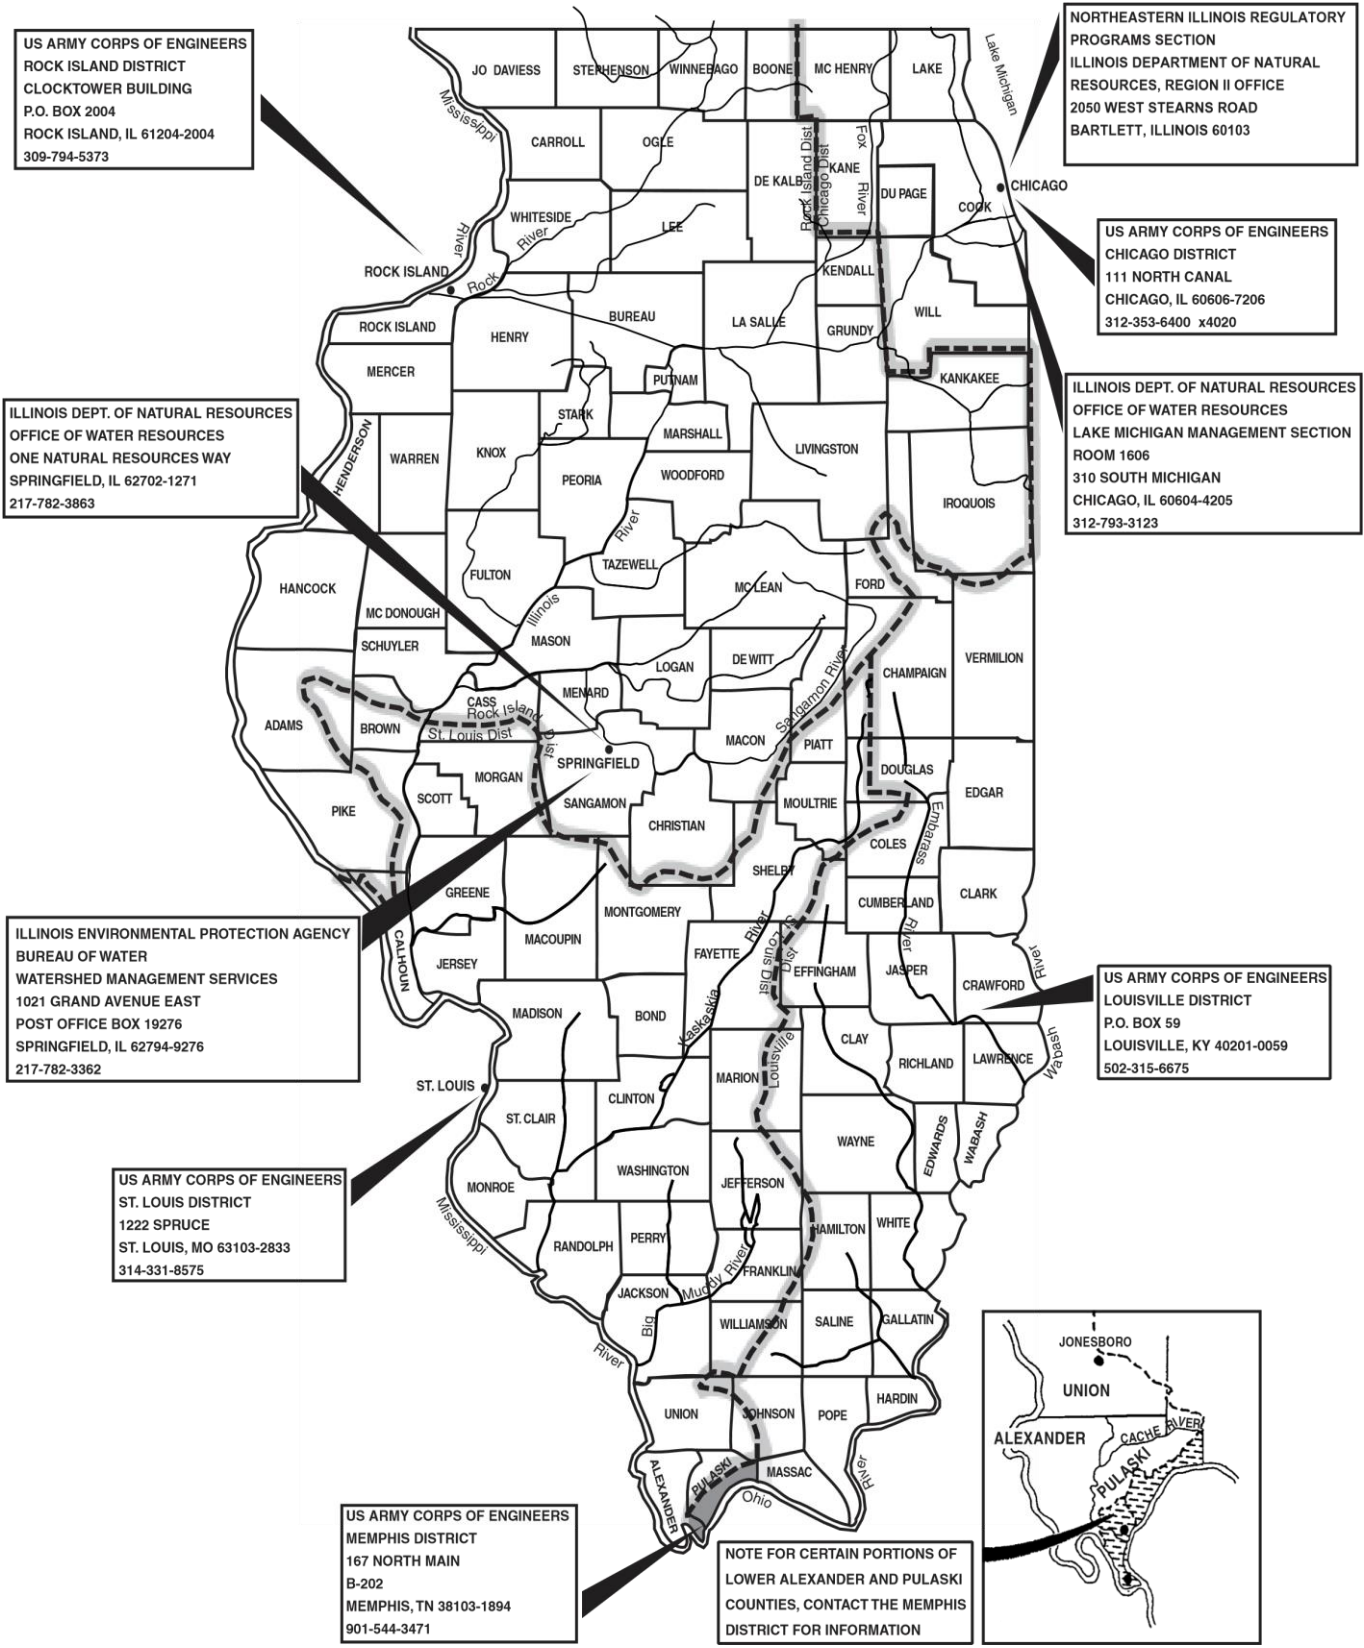 US ARMY CORPS OF ENGINEERS
ROCK ISLAND DISTRICT
CLOCKTOWER BUILDING
P.O. BOX 2004
ROCK ISLAND, IL 61204-2004
309-794-5373
NORTHEASTERN ILLINOIS REGULATORY
PROGRAMS SECTION
ILLINOIS DEPARTMENT OF NATURAL
RESOURCES, REGION II OFFICE
2050 WEST STEARNS ROAD
BARTLETT, ILLINOIS 60103
US ARMY CORPS OF ENGINEERS
CHICAGO DISTRICT
111 NORTH CANAL
CHICAGO, IL 60606-7206
312-353-6400 x4020
ILLINOIS DEPT. OF NATURAL RESOURCES
OFFICE OF WATER RESOURCES
LAKE MICHIGAN MANAGEMENT SECTION
ROOM 1606
310 SOUTH MICHIGAN
CHICAGO, IL 60604-4205
312-793-3123
ILLINOIS DEPT. OF NATURAL RESOURCES
OFFICE OF WATER RESOURCES
ONE NATURAL RESOURCES WAY
SPRINGFIELD, IL 62702-1271
217-782-3863
ILLINOIS ENVIRONMENTAL PROTECTION AGENCY
BUREAU OF WATER
WATERSHED MANAGEMENT SERVICES
1021 GRAND AVENUE EAST
POST OFFICE BOX 19276
SPRINGFIELD, IL 62794-9276
217-782-3362
US ARMY CORPS OF ENGINEERS
LOUISVILLE DISTRICT
P.O. BOX 59
LOUISVILLE, KY 40201-0059
502-315-6675
US ARMY CORPS OF ENGINEERS
ST. LOUIS DISTRICT
1222 SPRUCE
ST. LOUIS, MO 63103-2833
314-331-8575
US ARMY CORPS OF ENGINEERS
MEMPHIS DISTRICT
167 NORTH MAIN
B-202
MEMPHIS, TN 38103-1894
901-544-3471
NOTE FOR CERTAIN PORTIONS OF
LOWER ALEXANDER AND PULASKI
COUNTIES, CONTACT THE MEMPHIS
DISTRICT FOR INFORMATION
JO DAVIESS
STEPHENSON
WINNEBAGO
BOONE
MC HENRY
LAKE
Lake Michigan
Mississippi
River
CARROLL
OGLE
DE KALB
Rock Island Dist
Chicago Dist
KANE
Fox
River
DU PAGE
COOK
CHICAGO
WHITESIDE
River
LEE
Rock
ROCK ISLAND
KENDALL
WILL
ROCK ISLAND
HENRY
BUREAU
LA SALLE
GRUNDY
MERCER
PUTNAM
KANKAKEE
STARK
MARSHALL
LIVINGSTON
HENDERSON
WARREN
KNOX
PEORIA
WOODFORD
IROQUOIS
River
HANCOCK
FULTON
TAZEWELL
MC LEAN
FORD
MC DONOUGH
Illinois
SCHUYLER
MASON
LOGAN
DE WITT
CHAMPAIGN
VERMILION
Sangamon River
ADAMS
BROWN
CASS
Rock Island
Dist
St. Louis Dist
MENARD
MACON
PIATT
SPRINGFIELD
DOUGLAS
MORGAN
SCOTT
SANGAMON
MOULTRIE
EDGAR
PIKE
CHRISTIAN
COLES
Embarass
River
SHELBY
GREENE
MONTGOMERY
CUMBERLAND
CLARK
MACOUPIN
CALHOUN
JERSEY
FAYETTE
River
Kaskaskia
St. Louis Dist
Louisville
Dist
EFFINGHAM
JASPER
CRAWFORD
River
Wabash
MADISON
BOND
CLAY
RICHLAND
LAWRENCE
ST. LOUIS
MARION
CLINTON
ST. CLAIR
WAYNE
EDWARDS
WABASH
MONROE
WASHINGTON
JEFFERSON
Mississippi
River
RANDOLPH
PERRY
HAMILTON
WHITE
FRANKLIN
JACKSON
Big
Muddy
River
WILLIAMSON
SALINE
GALLATIN
UNION
JOHNSON
POPE
HARDIN
ALEXANDER
PULASKI
MASSAC
Ohio
River
JONESBORO
UNION
ALEXANDER
CACHE RIVER
PULASKI